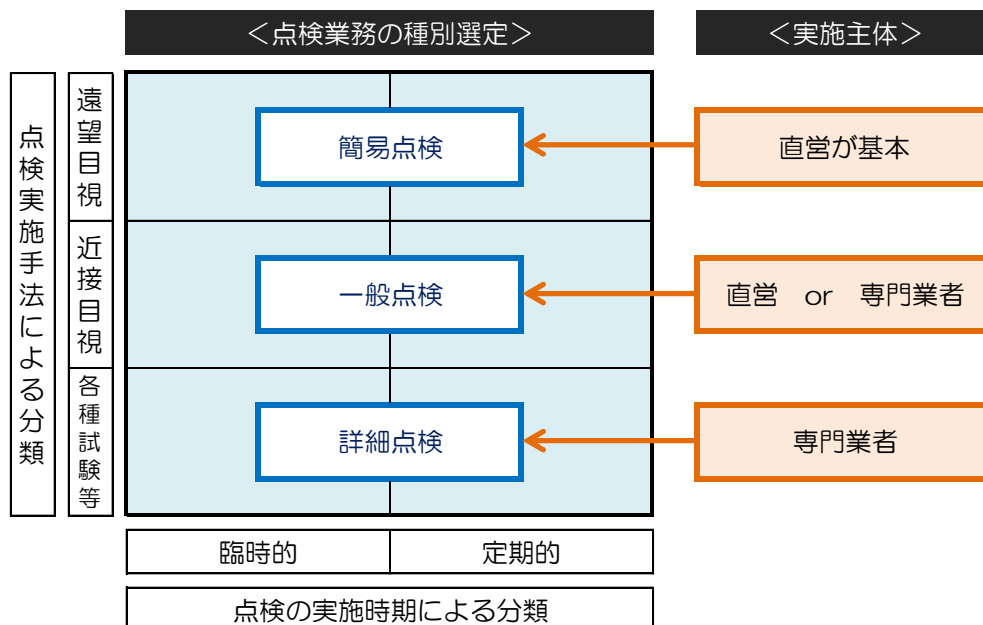 ＜点検業務の種別選定＞
＜実施主体＞
点検実施手法による分類
遠望目視
簡易点検
直営が基本
近接目視
一般点検
直営　or　専門業者
各種試験等
詳細点検
専門業者
臨時的
定期的
点検の実施時期による分類